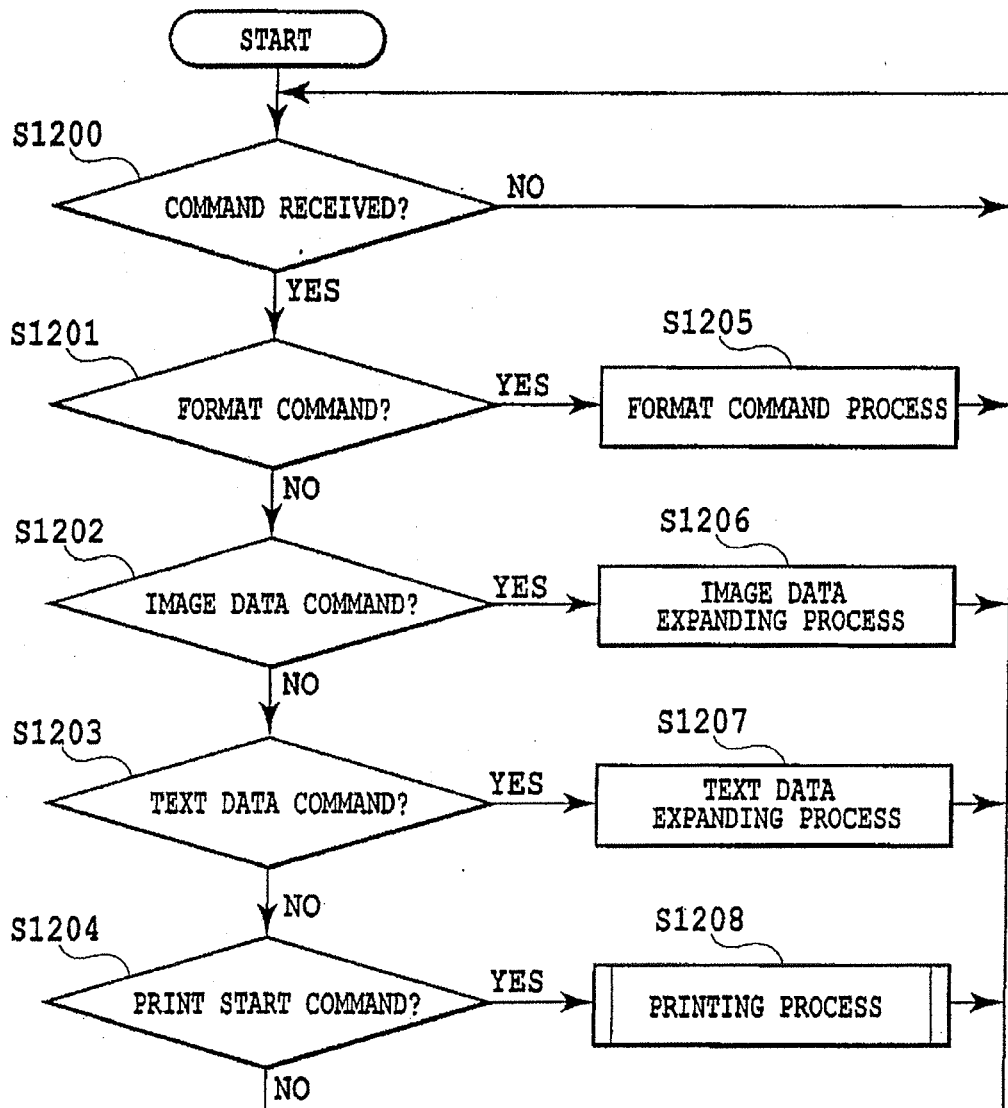 START
S1200
COMMAND RECEIVED?
NO
YES
S1201
FORMAT COMMAND?
YES
S1205
FORMAT COMMAND PROCESS
NO
S1202
IMAGE DATA COMMAND?
YES
S1206
IMAGE DATA
EXPANDING PROCESS
NO
S1203
TEXT DATA COMMAND?
YES
S1207
TEXT DATA
EXPANDING PROCESS
NO
S1204
PRINT START COMMAND?
YES
S1208
PRINTING PROCESS
NO